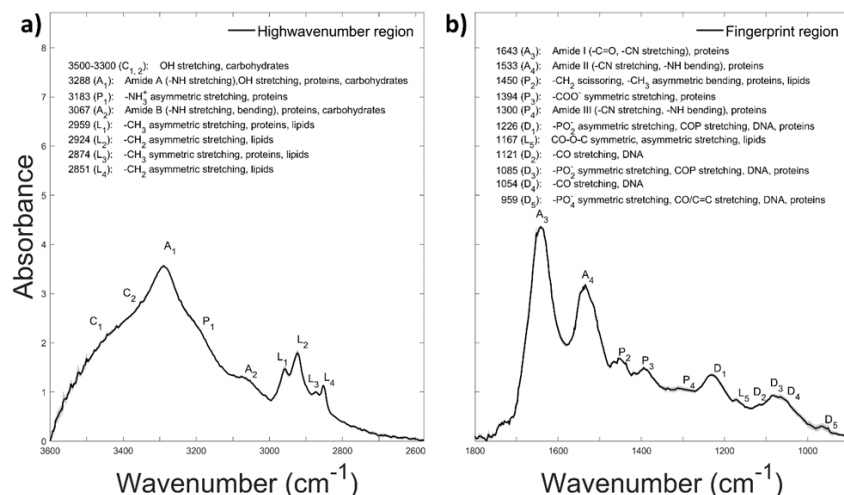 a)
Highwavenumber region
3500-3300 (C1,2): OH stretching, carbohydrates
3288 (A1): Amide A (-NH stretching),OH stretching, proteins, carbohydrates
3183 (P1): -NH3+ asymmetric stretching, proteins
3067 (A2): Amide B (-NH stretching, bending), proteins, carbohydrates
2959 (L1): -CH3 asymmetric stretching, proteins, lipids
2924 (L2): -CH2 asymmetric stretching, lipids
2874 (L3): -CH3 symmetric stretching, proteins, lipids
2851 (L4): -CH2 asymmetric stretching, lipids
Absorbance
8
7
6
5
4
3
2
1
0
C1
C2
A1
P1
A2
L1
L2
L3
L4
3600 3400 3200 3000 2800 2600
Wavenumber (cm-1)
b)
Fingerprint region
1643 (A3): Amide I (-C=O, -CN stretching), proteins
1533 (A4): Amide II (-CN stretching, -NH bending), proteins
1450 (P2): -CH2 scissoring, -CH3 asymmetric bending, proteins, lipids
1394 (P3): -COO- symmetric stretching, proteins
1300 (P4): Amide III (-CN stretching, -NH bending), proteins
1226 (D1): -PO2- asymmetric stretching, COP stretching, DNA, proteins
1167 (L5): CO-O-C symmetric, asymmetric stretching, lipids
1121 (D2): -CO stretching, DNA
1085 (D3): -PO2- symmetric stretching, COP stretching, DNA, proteins
1054 (D4): -CO stretching, DNA
959 (D5): -PO4- symmetric stretching, CO/C=C stretching, DNA, proteins
A3
A4
P2
P3
P4
D1
L5
D2
D3
D4
D5
1800 1600 1400 1200 1000
Wavenumber (cm-1)